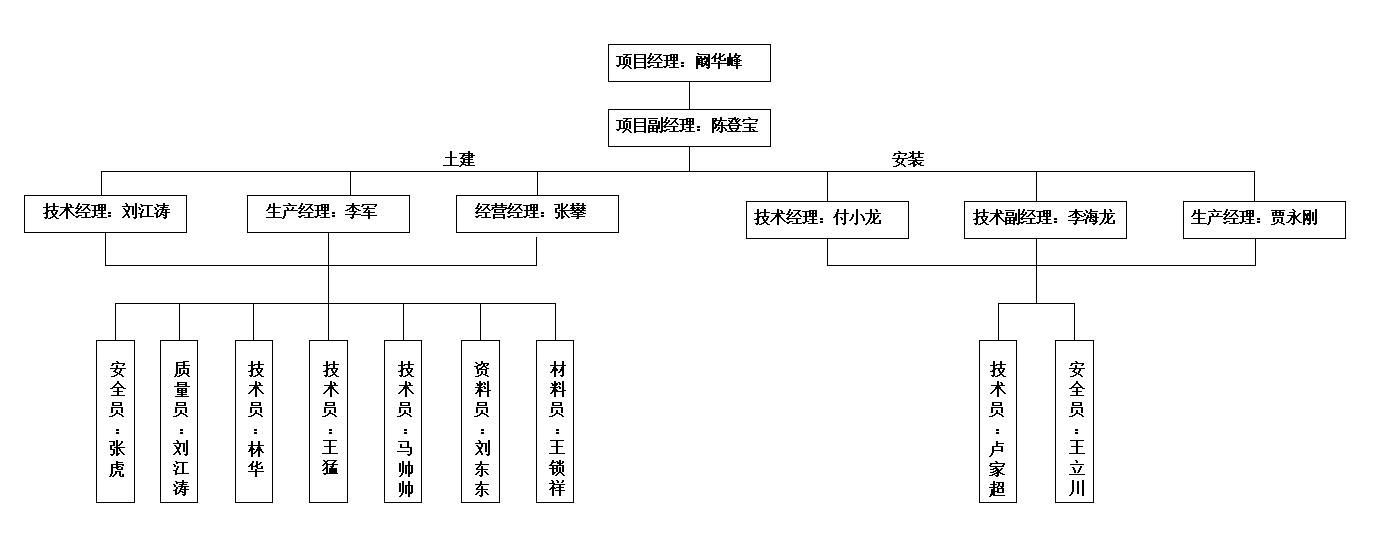 项目经理：阚华峰
项目副经理：陈登宝
土建
安装
技术经理：刘江涛
生产经理：李军
经营经理：张攀
技术经理：付小龙
技术副经理：李海龙
生产经理：贾永刚
安全员：张虎
质量员：刘江涛
技术员：林华
技术员：王猛
技术员：马帅帅
资料员：刘东东
材料员：王锁祥
技术员：卢家超
安全员：王立川